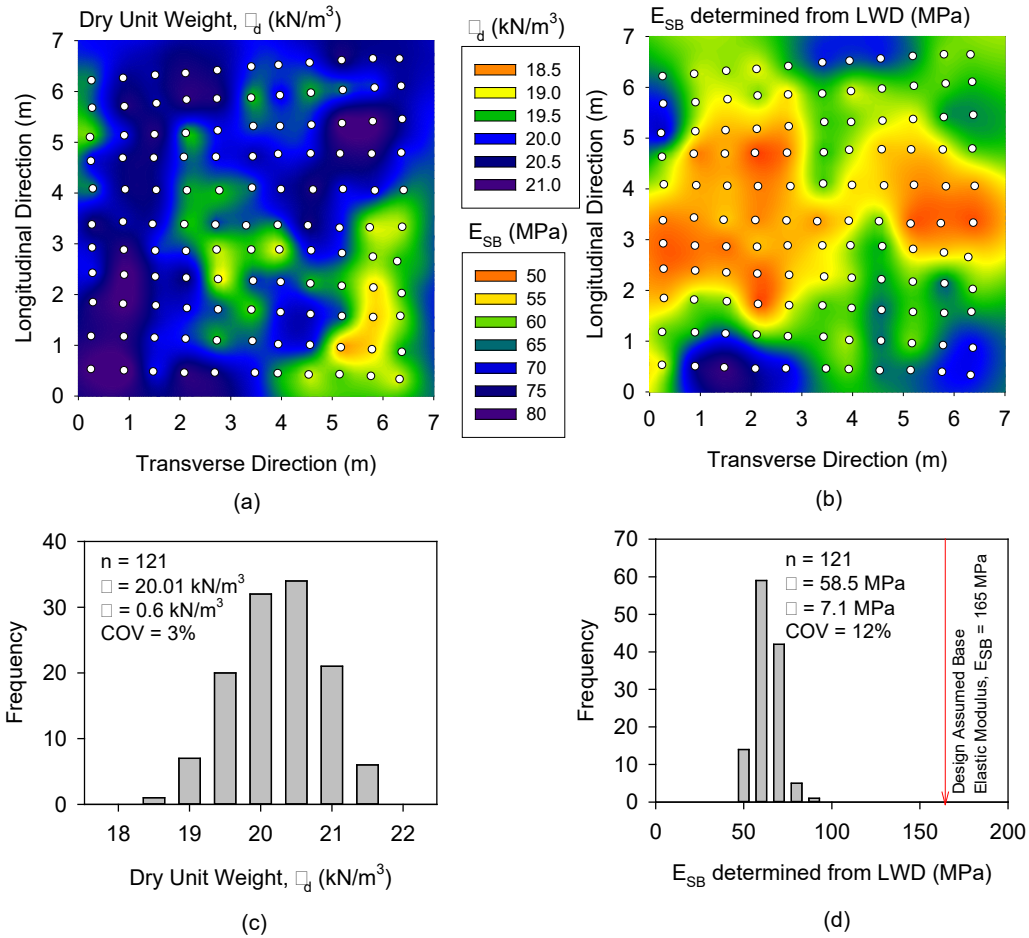 Dry Unit Weight, □d (kN/m³)
7
6
5
4
3
2
1
0
Longitudinal Direction (m)
0 1 2 3 4 5 6 7
Transverse Direction (m)
(a)
□d (kN/m³)
18.5
19.0
19.5
20.0
20.5
21.0
ESB (MPa)
50
55
60
65
70
75
80
ESB determined from LWD (MPa)
7
6
5
4
3
2
1
0
Longitudinal Direction (m)
0 1 2 3 4 5 6 7
Transverse Direction (m)
(b)
40
30
20
10
0
Frequency
n = 121
□ = 20.01 kN/m³
□ = 0.6 kN/m³
COV = 3%
18 19 20 21 22
Dry Unit Weight, □d (kN/m³)
(c)
70
60
50
40
30
20
10
0
Frequency
n = 121
□ = 58.5 MPa
□ = 7.1 MPa
COV = 12%
Design Assumed Base
Elastic Modulus, ESB = 165 MPa
0 50 100 150 200
ESB determined from LWD (MPa)
(d)